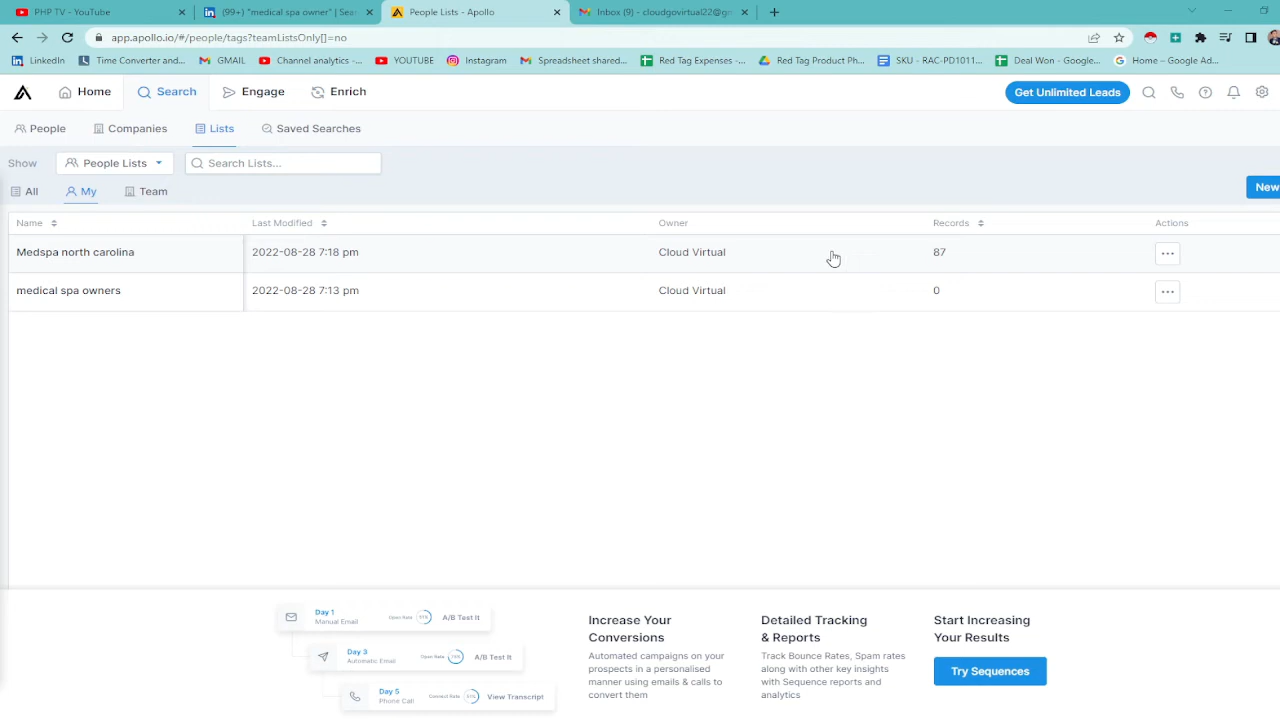 PHP TV - YouTube
(99+) "medical spa owner" | Sear
People Lists - Apollo
Inbox (9) - cloudgovirtual22@gm
app.apollo.io/#/people/tags?teamListsOnly[]=no
LinkedIn
Time Converter and...
GMAIL
Channel analytics -...
YOUTUBE
Instagram
Spreadsheet shared...
Red Tag Expenses -...
Red Tag Product Ph...
SKU - RAC-PD1011...
Deal Won - Google...
Home – Google Ad...
Home
Search
Engage
Enrich
Get Unlimited Leads
People
Companies
Lists
Saved Searches
Show
People Lists
Search Lists...
All
My
Team
New
Name
Last Modified
Owner
Records
Actions
Medspa north carolina
2022-08-28 7:18 pm
Cloud Virtual
87
medical spa owners
2022-08-28 7:13 pm
Cloud Virtual
0
Day 1
Manual Email
Open Rate
A/B Test It
Day 3
Automatic Email
Open Rate
A/B Test It
Day 5
Phone Call
Connect Rate
View Transcript
Increase Your
Conversions
Automated campaigns on your
prospects in a personalised
manner using emails & calls to
convert them
Detailed Tracking
& Reports
Track Bounce Rates, Spam rates
along with other key insights
with Sequence reports and
analytics
Start Increasing
Your Results
Try Sequences